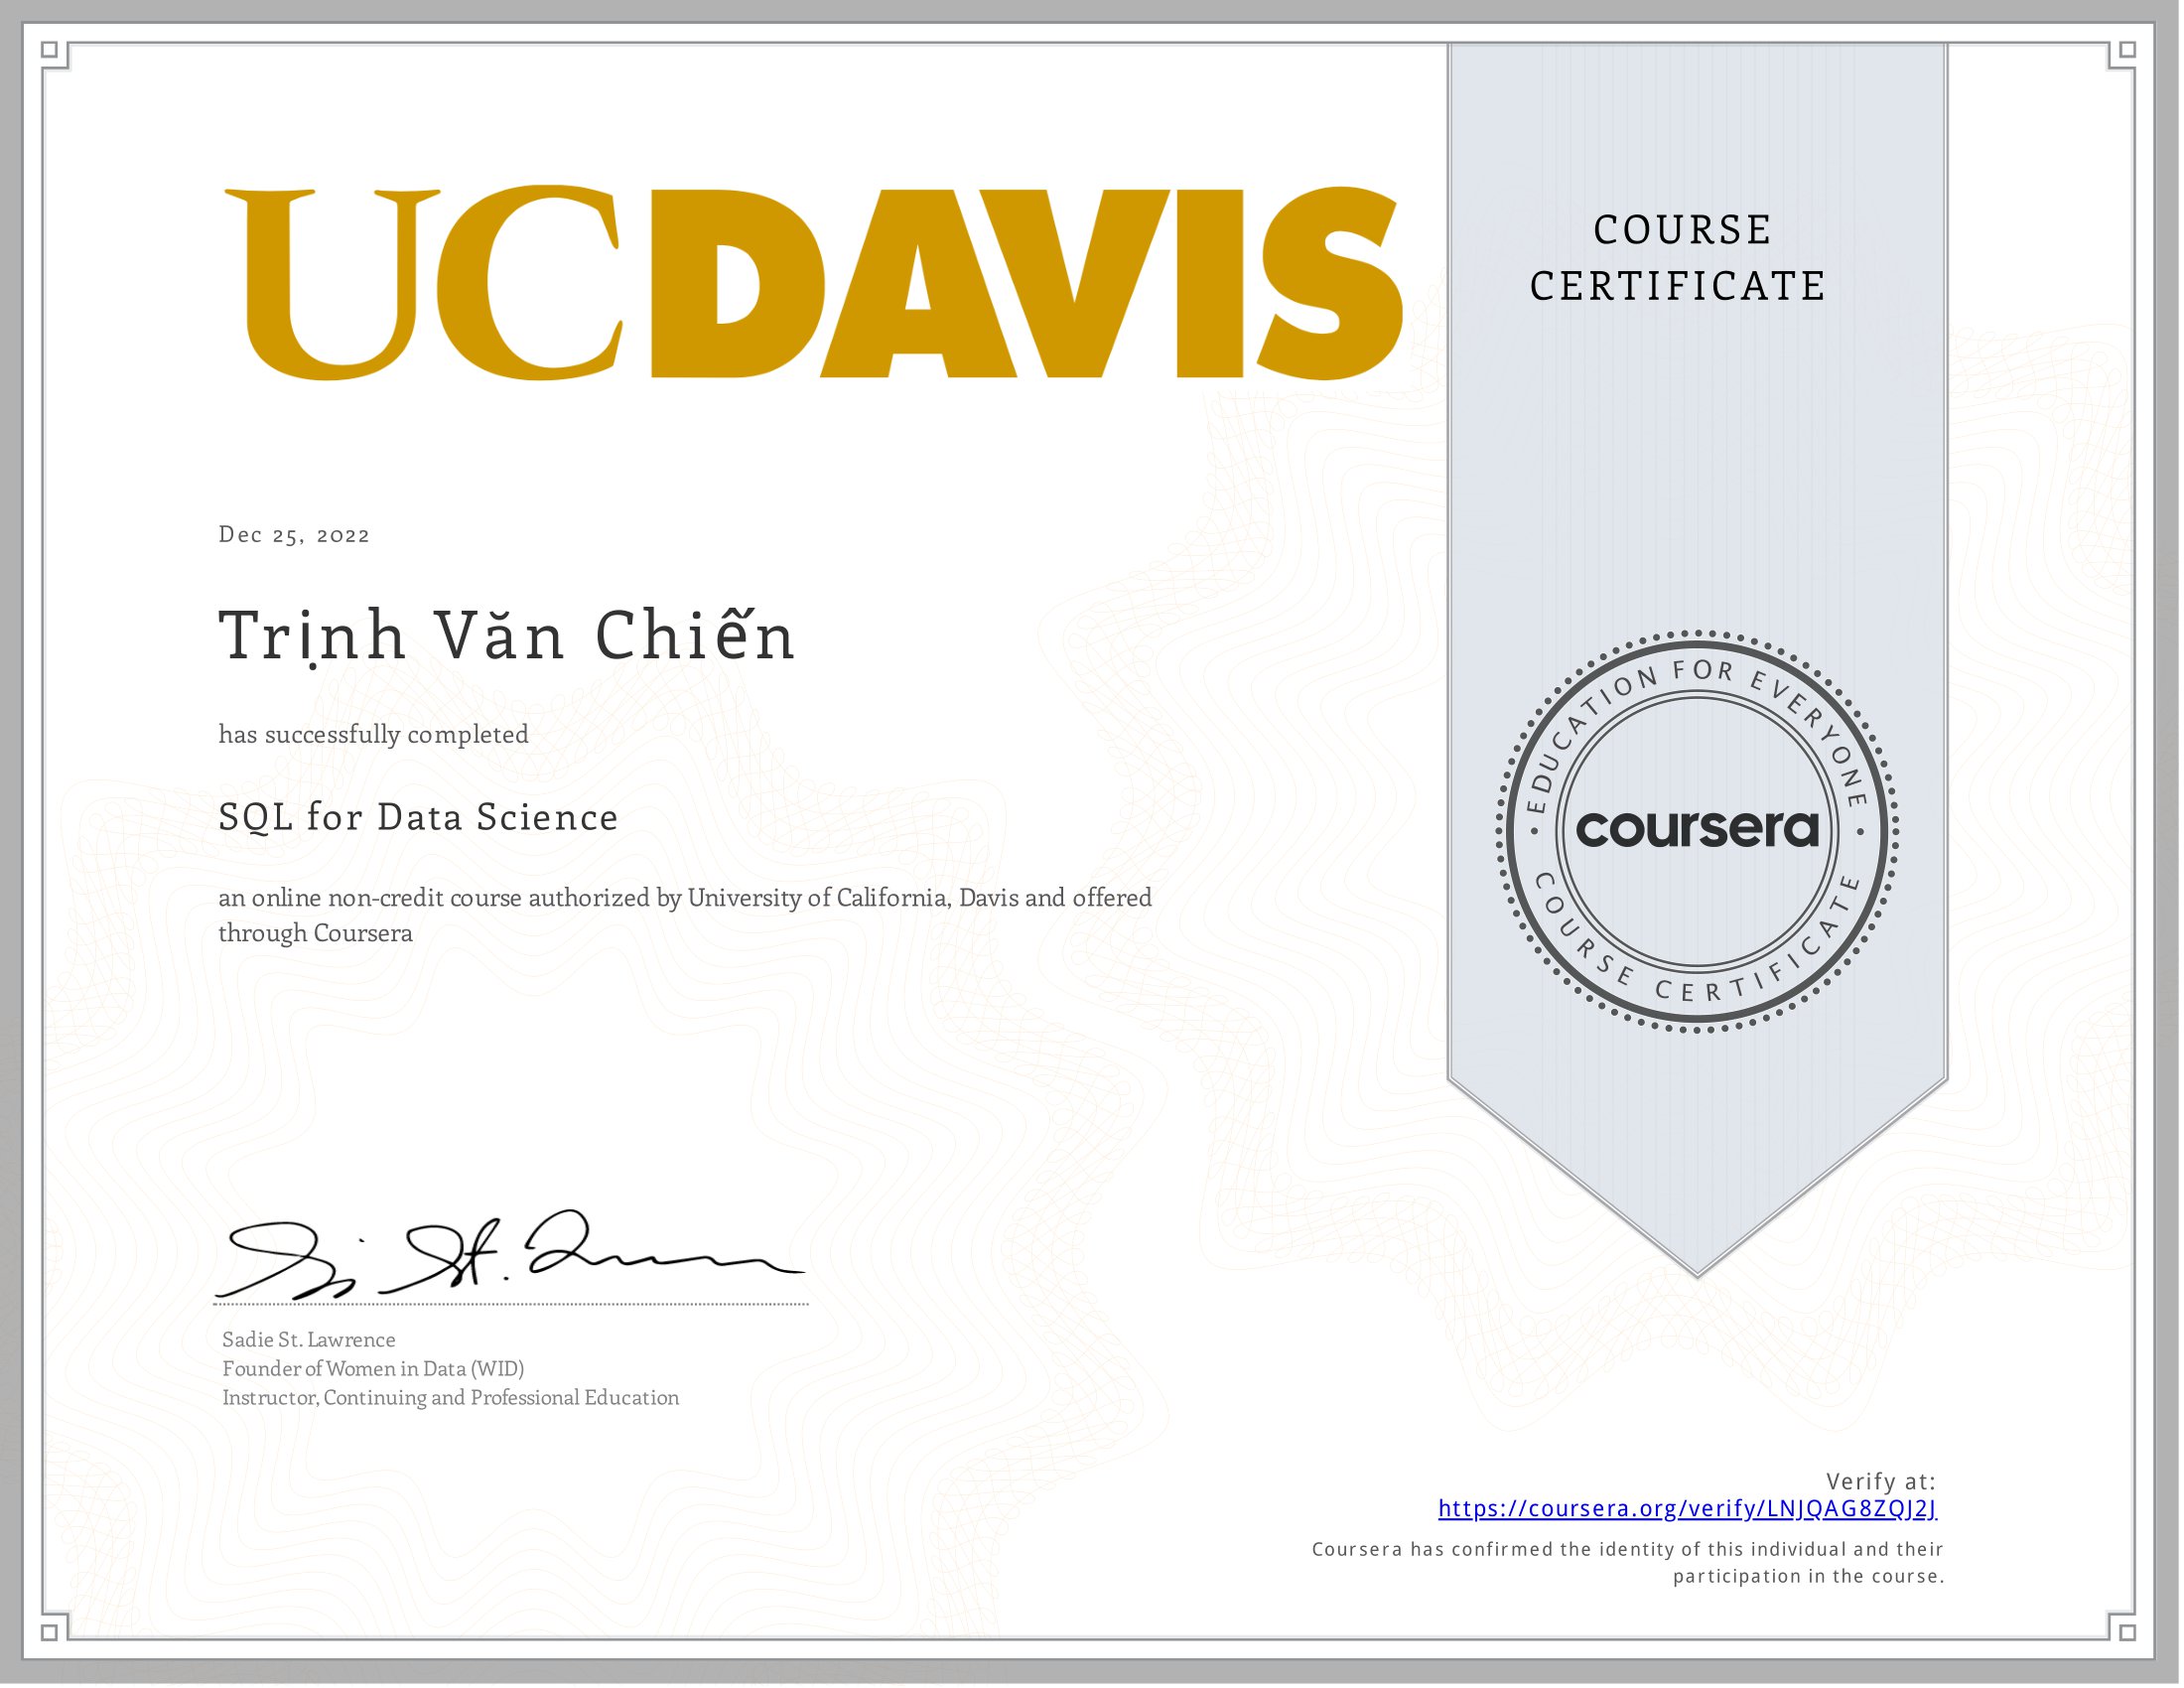 UCDAVIS
COURSE
CERTIFICATE
Dec 25, 2022
Trịnh Văn Chiến
has successfully completed
SQL for Data Science
an online non-credit course authorized by University of California, Davis and offered
through Coursera
EDUCATION FOR EVERYONE
coursera
COURSE CERTIFICATE
Sadie St. Lawrence
Founder of Women in Data (WID)
Instructor, Continuing and Professional Education
Verify at:
https://coursera.org/verify/LNJQAG8ZQJ2J
Coursera has confirmed the identity of this individual and their
participation in the course.